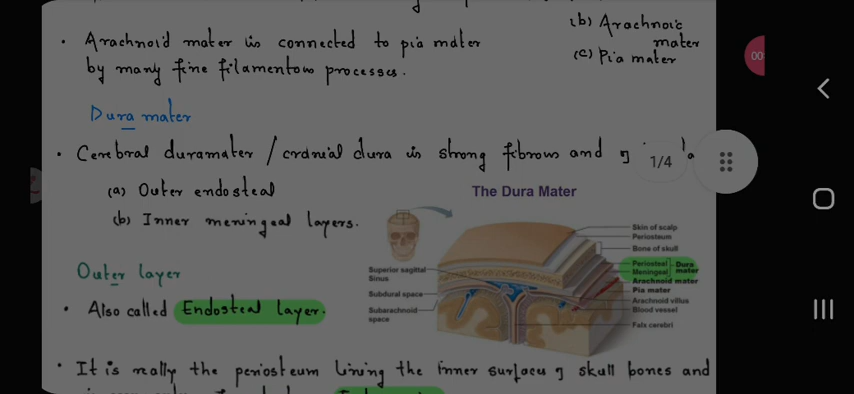 (b) Arachnoid
mater
(c) Pia mater
• Arachnoid mater is connected to pia mater
by many fine filamentous processes.
Dura mater
• Cerebral duramater / cranial dura is strong fibrous and
(a) Outer endosteal
(b) Inner meningeal layers.
1/4
00
The Dura Mater
Skin of scalp
Periosteum
Bone of skull
Periosteal
Meningeal
Dura
mater
Arachnoid mater
Pia mater
Arachnoid villus
Blood vessel
Falx cerebri
Superior sagittal
Sinus
Subdural space
Subarachnoid
space
Outer layer
• Also called Endosteal layer.
• It is really the periosteum lining the inner surface of skull bones and